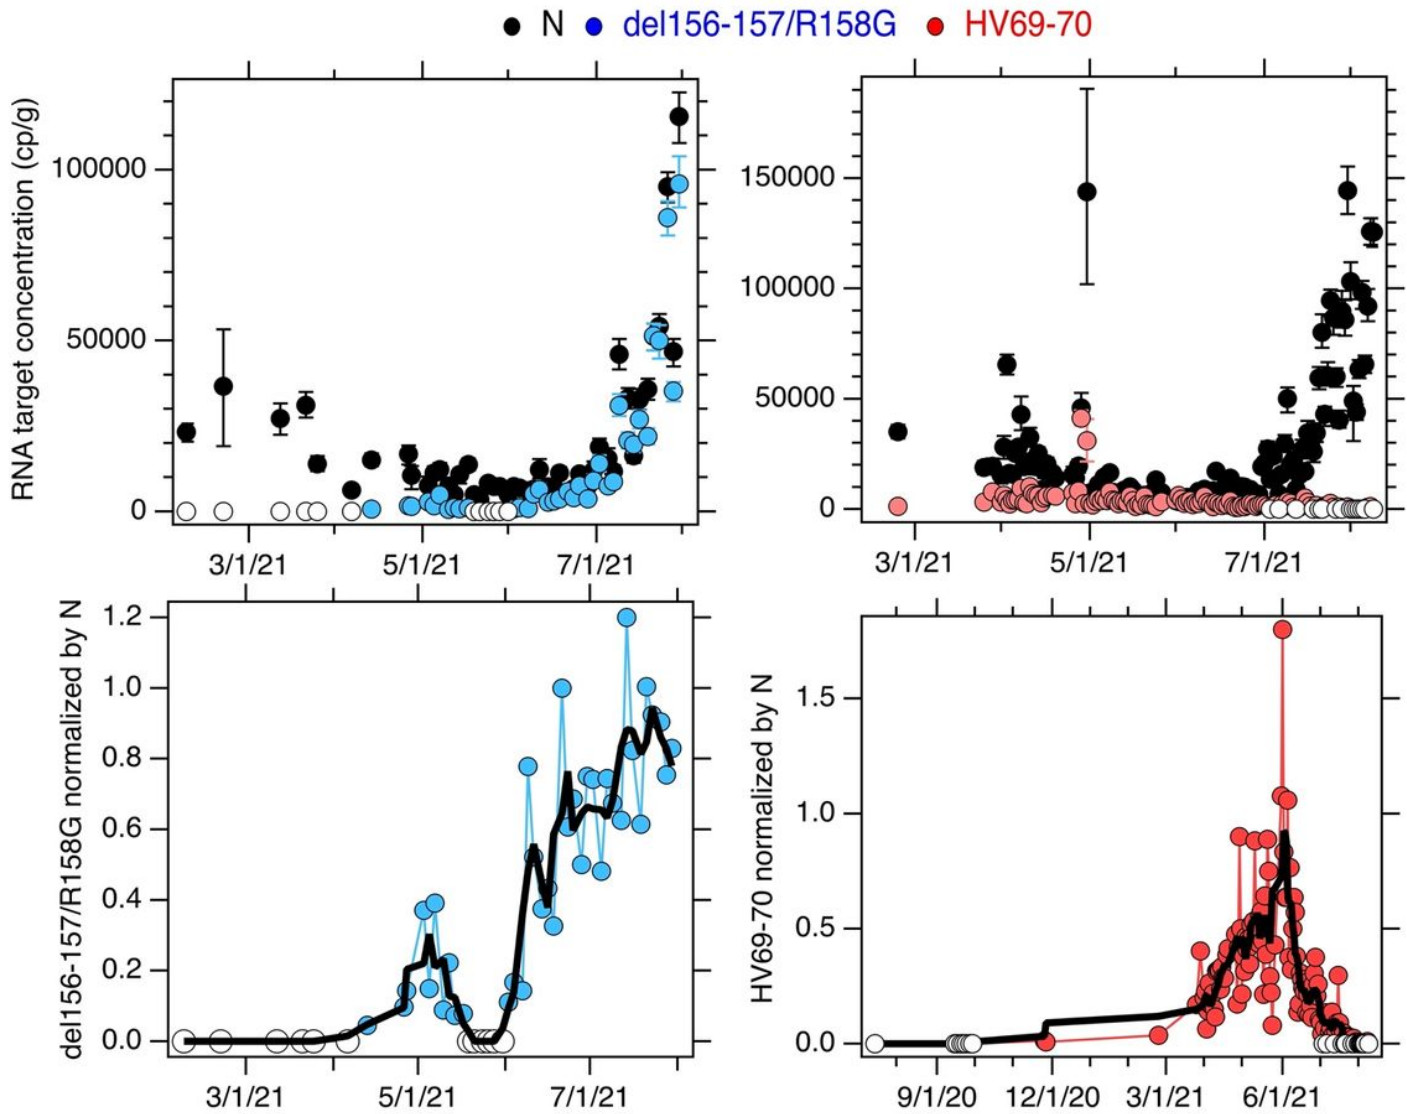 N del156-157/R158G HV69-70
RNA target concentration (cp/g)
100000
50000
0
3/1/21 5/1/21 7/1/21
150000
100000
50000
0
3/1/21 5/1/21 7/1/21
del156-157/R158G normalized by N
1.2
1.0
0.8
0.6
0.4
0.2
0.0
3/1/21 5/1/21 7/1/21
HV69-70 normalized by N
1.5
1.0
0.5
0.0
9/1/20 12/1/20 3/1/21 6/1/21